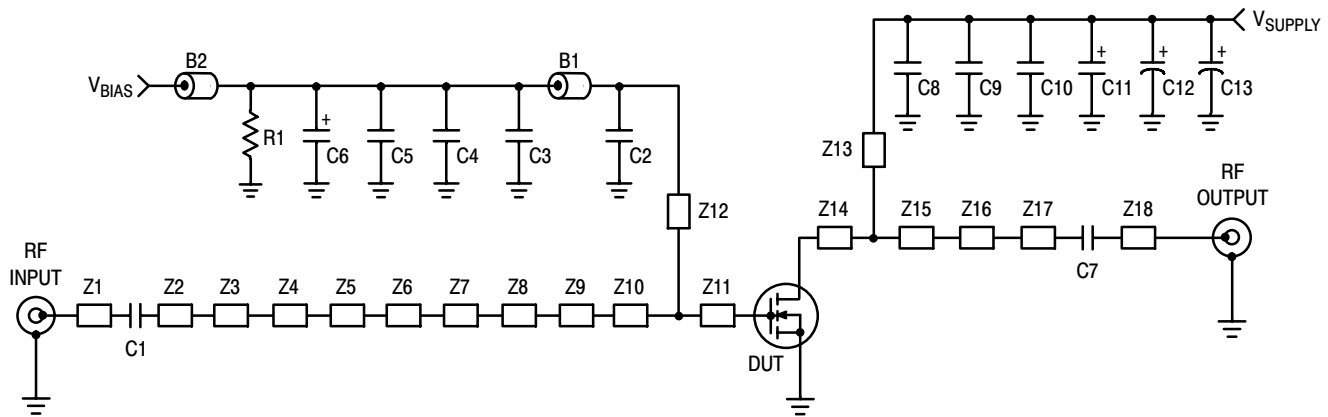 V_SUPPLY
B2
B1
V_BIAS
+
+
+
+
R1
C6
C5
C4
C3
C2
C8
C9
C10
C11
C12
C13
Z13
Z12
RF
OUTPUT
Z14
Z15
Z16
Z17
Z18
C7
RF
INPUT
Z1
Z2
Z3
Z4
Z5
Z6
Z7
Z8
Z9
Z10
Z11
C1
DUT